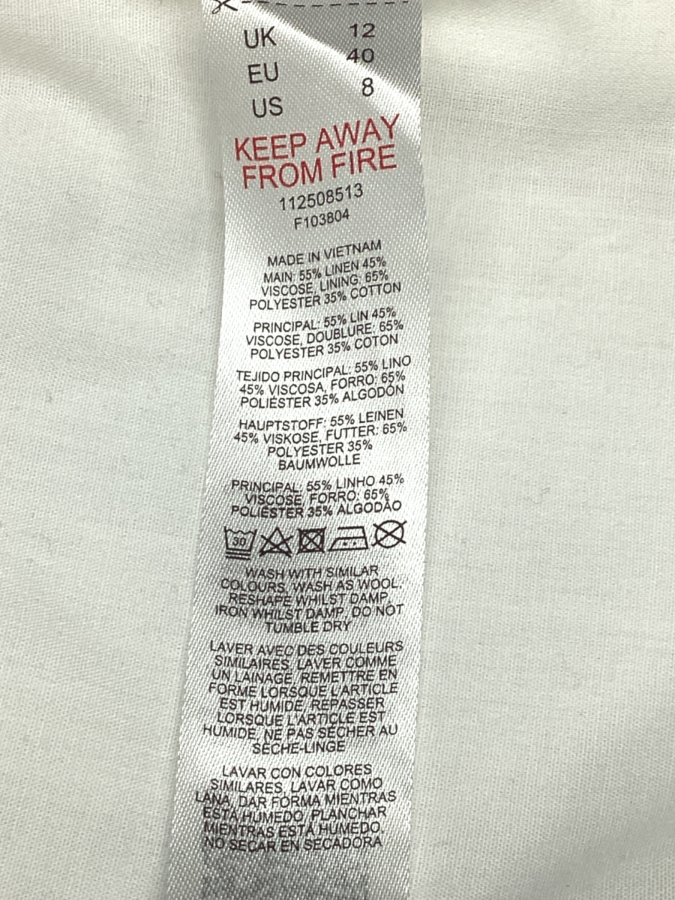 UK 12
EU 40
US 8
KEEP AWAY
FROM FIRE
112508513
F103804
MADE IN VIETNAM
MAIN: 55% LINEN 45%
VISCOSE, LINING: 65%
POLYESTER 35% COTTON
PRINCIPAL: 55% LIN 45%
VISCOSE, DOUBLURE: 65%
POLYESTER 35% COTON
TEJIDO PRINCIPAL: 55% LINO
45% VISCOSA, FORRO: 65%
POLIÉSTER 35% ALGODÓN
HAUPTSTOFF: 55% LEINEN
45% VISKOSE, FUTTER: 65%
POLYESTER 35%
BAUMWOLLE
PRINCIPAL: 55% LINHO 45%
VISCOSE, FORRO: 65%
POLIÉSTER 35% ALGODÃO
30
WASH WITH SIMILAR
COLOURS, WASH AS WOOL,
RESHAPE WHILST DAMP,
IRON WHILST DAMP, DO NOT
TUMBLE DRY
LAVER AVEC DES COULEURS
SIMILAIRES, LAVER COMME
UN LAINAGE, REMETTRE EN
FORME LORSQUE L'ARTICLE
EST HUMIDE, REPASSER
LORSQUE L'ARTICLE EST
HUMIDE, NE PAS SÉCHER AU
SÈCHE-LINGE
LAVAR CON COLORES
SIMILARES, LAVAR COMO
LANA, DAR FORMA MIENTRAS
ESTÁ HÚMEDO, PLANCHAR
MIENTRAS ESTÁ HÚMEDO,
NO SECAR EN SECADORA